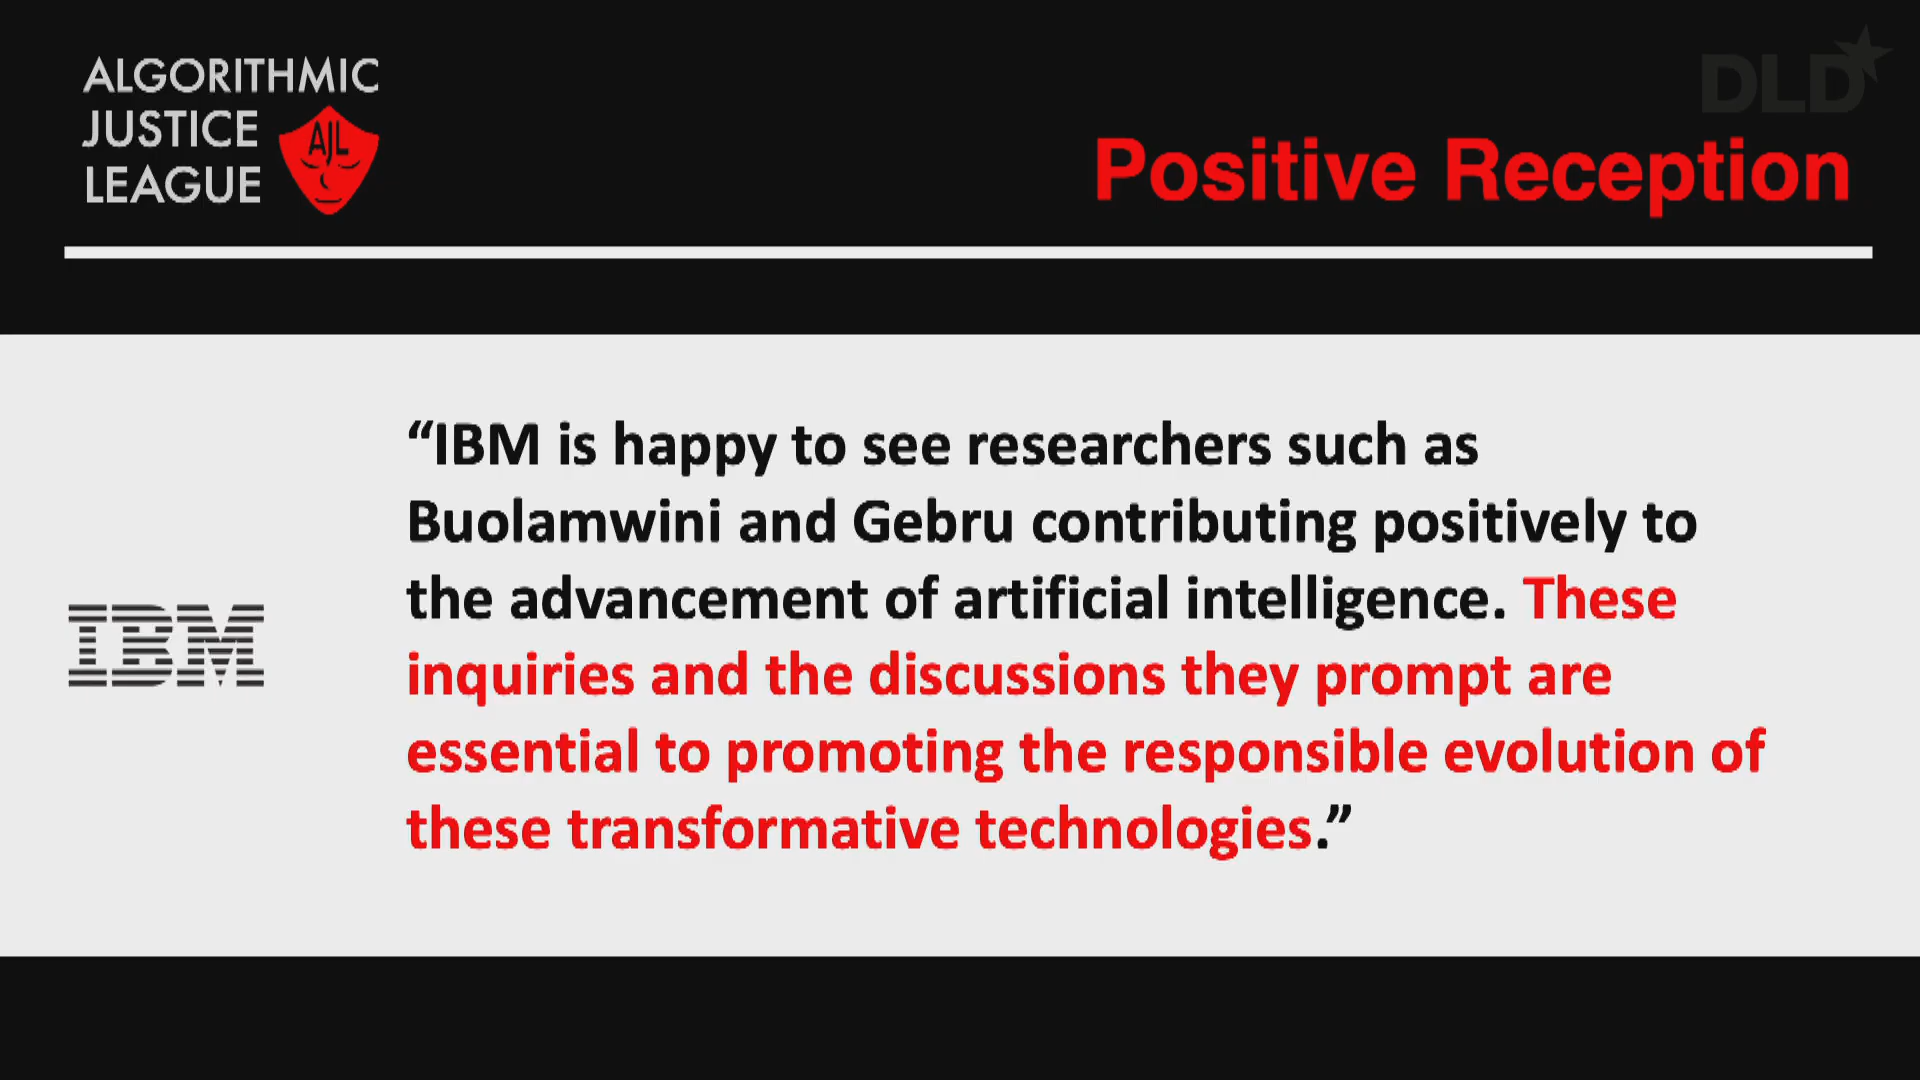 ALGORITHMIC
JUSTICE
LEAGUE
AJL
DLD
Positive Reception
IBM
“IBM is happy to see researchers such as
Buolamwini and Gebru contributing positively to
the advancement of artificial intelligence. These
inquiries and the discussions they prompt are
essential to promoting the responsible evolution of
these transformative technologies.”